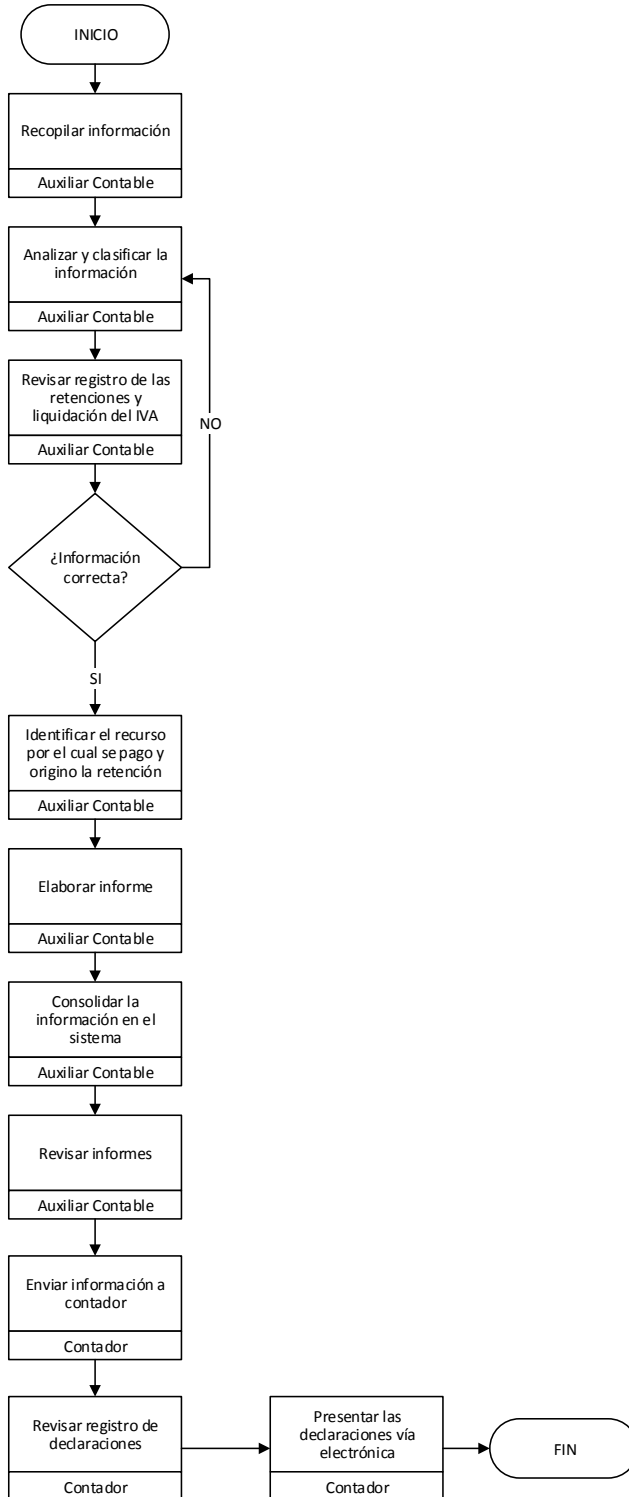 INICIO
Recopilar información
Auxiliar Contable
Analizar y clasificar la
información
Auxiliar Contable
Revisar registro de las
retenciones y
liquidación del IVA
Auxiliar Contable
NO
¿Información
correcta?
SI
Identificar el recurso
por el cual se pago y
origino la retención
Auxiliar Contable
Elaborar informe
Auxiliar Contable
Consolidar la
información en el
sistema
Auxiliar Contable
Revisar informes
Auxiliar Contable
Enviar información a
contador
Contador
Revisar registro de
declaraciones
Contador
Presentar las
declaraciones vía
electrónica
Contador
FIN